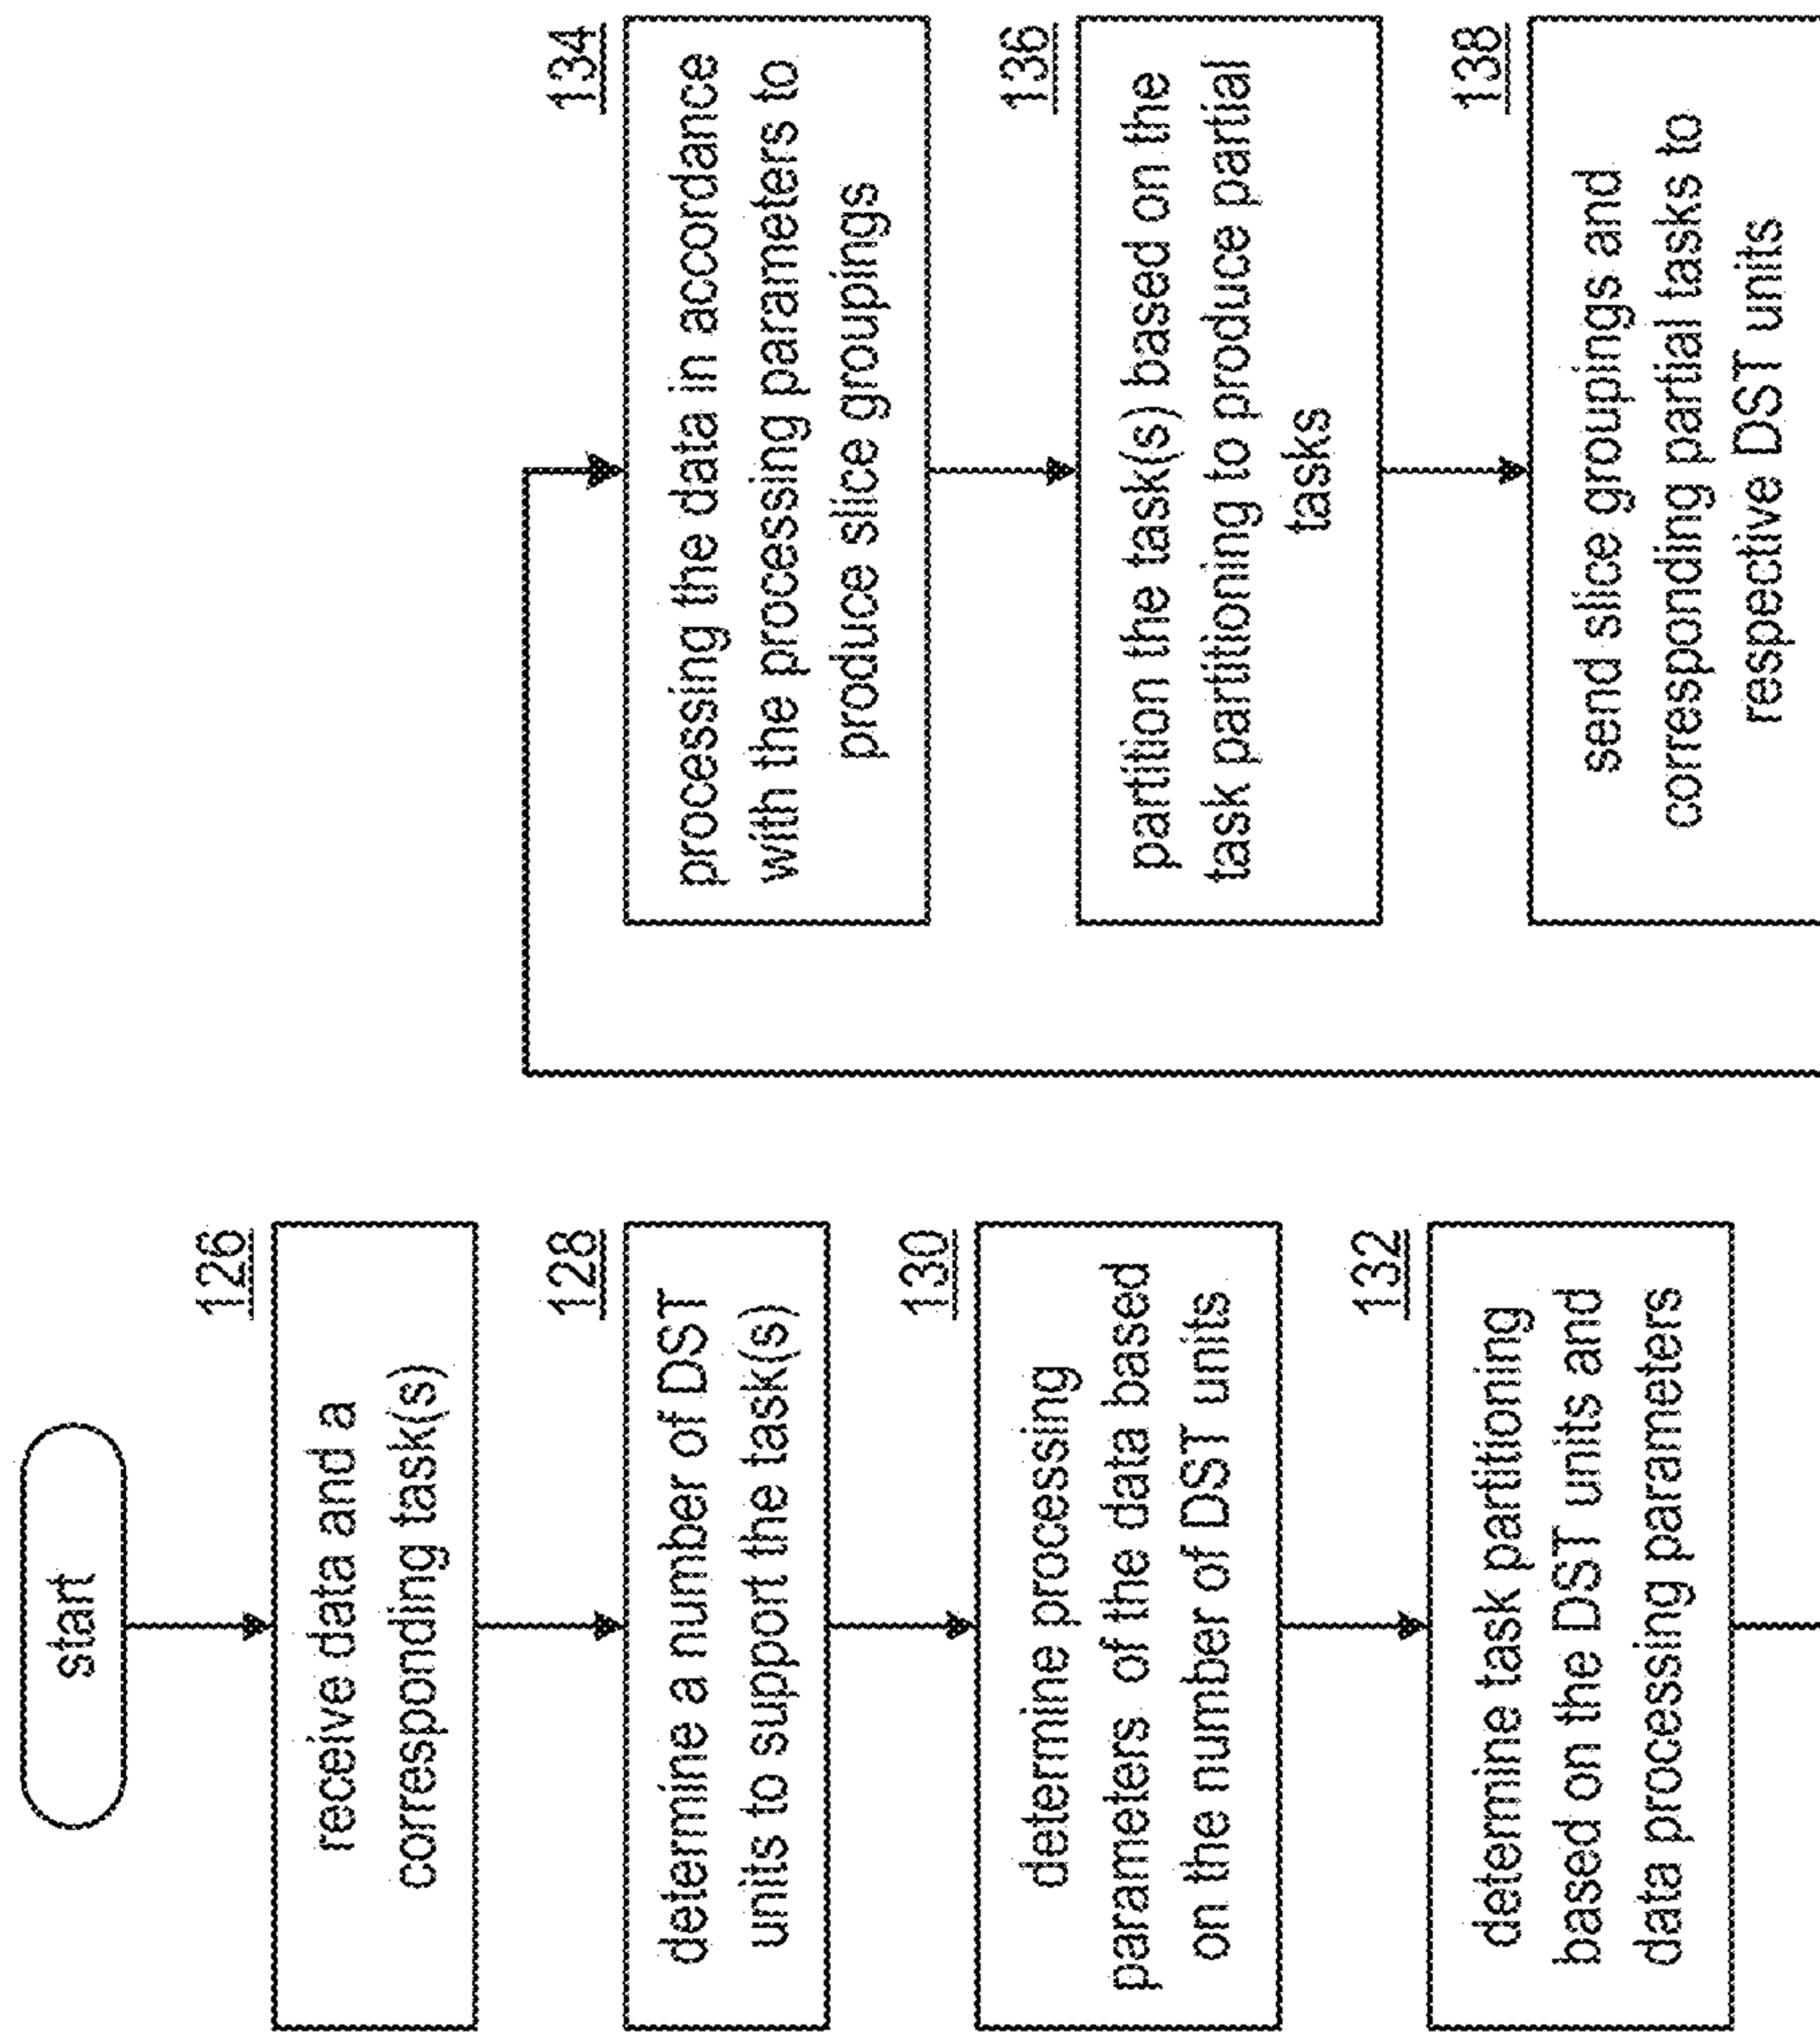 start
126
receive data and a
corresponding task(s)
128
determine a number of DST
units to support the task(s)
130
determine processing
parameters of the data based
on the number of DST units
132
determine task partitioning
based on the DST units and
data processing parameters
134
processing the data in accordance
with the processing parameters to
produce slice groupings
136
partition the task(s) based on the
task partitioning to produce partial
tasks
138
send slice groupings and
corresponding partial tasks to
respective DST units